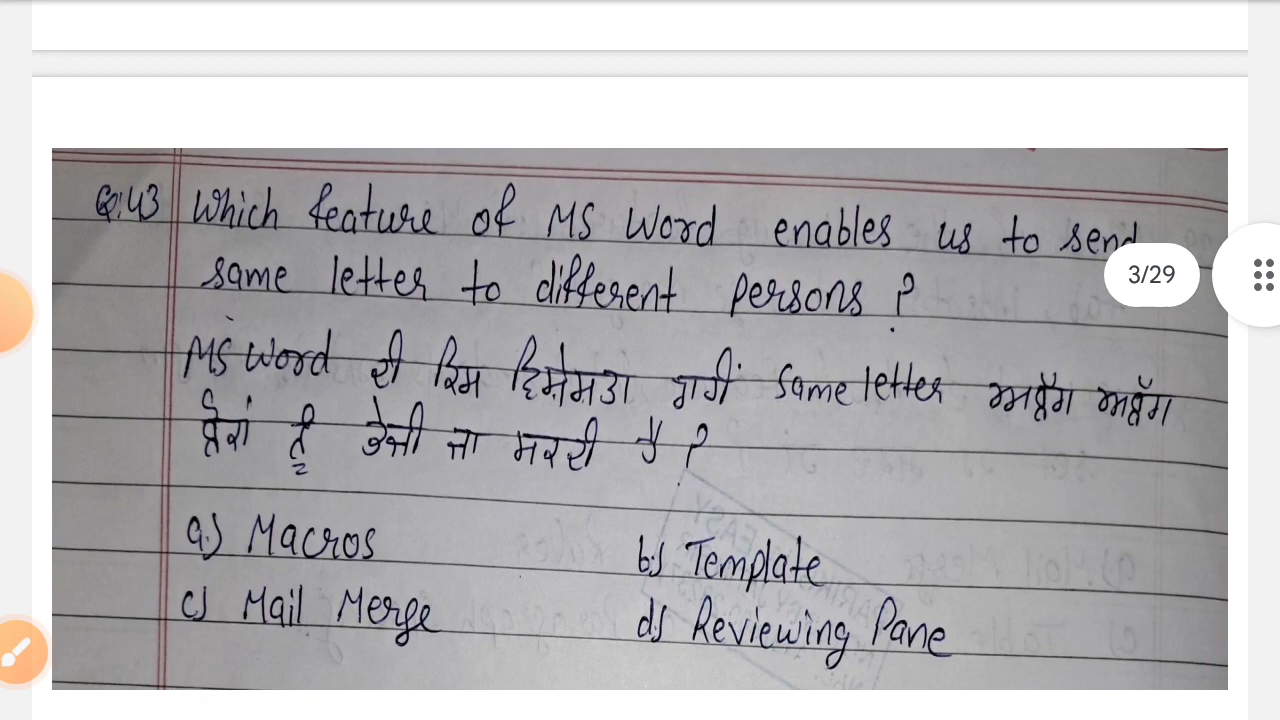 Q:43 Which feature of MS Word enables us to send
same letter to different persons ?
3/29
MS Word ਦੀ ਕਿਸ ਵਿਸ਼ੇਸਤਾ ਰਾਹੀਂ same letter ਅਲੱਗ ਅਲੱਗ
ਲੋਕਾਂ ਨੂੰ ਭੇਜੀ ਜਾ ਸਕਦੀ ਹੈ ?
a.) Macros
b.) Template
c) Mail Merge
d.) Reviewing Pane